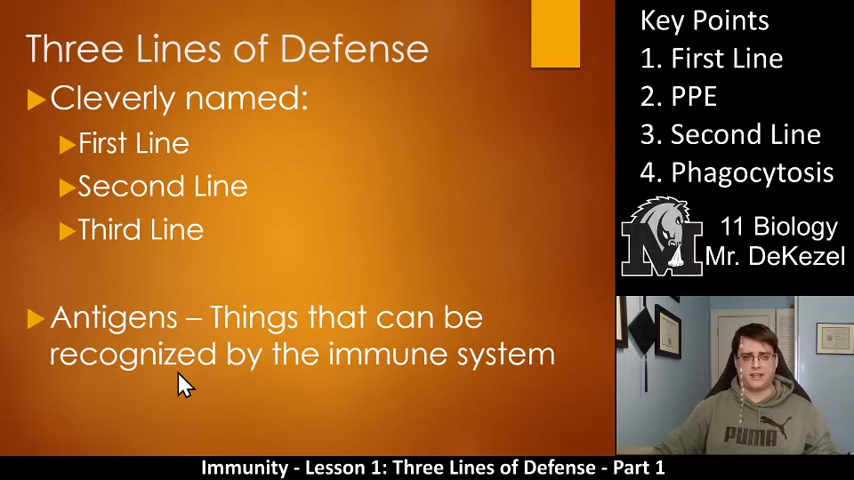 Three Lines of Defense
Cleverly named:
First Line
Second Line
Third Line
Antigens – Things that can be
recognized by the immune system
Key Points
1. First Line
2. PPE
3. Second Line
4. Phagocytosis
M
11 Biology
Mr. DeKezel
PUMA
Immunity - Lesson 1: Three Lines of Defense - Part 1